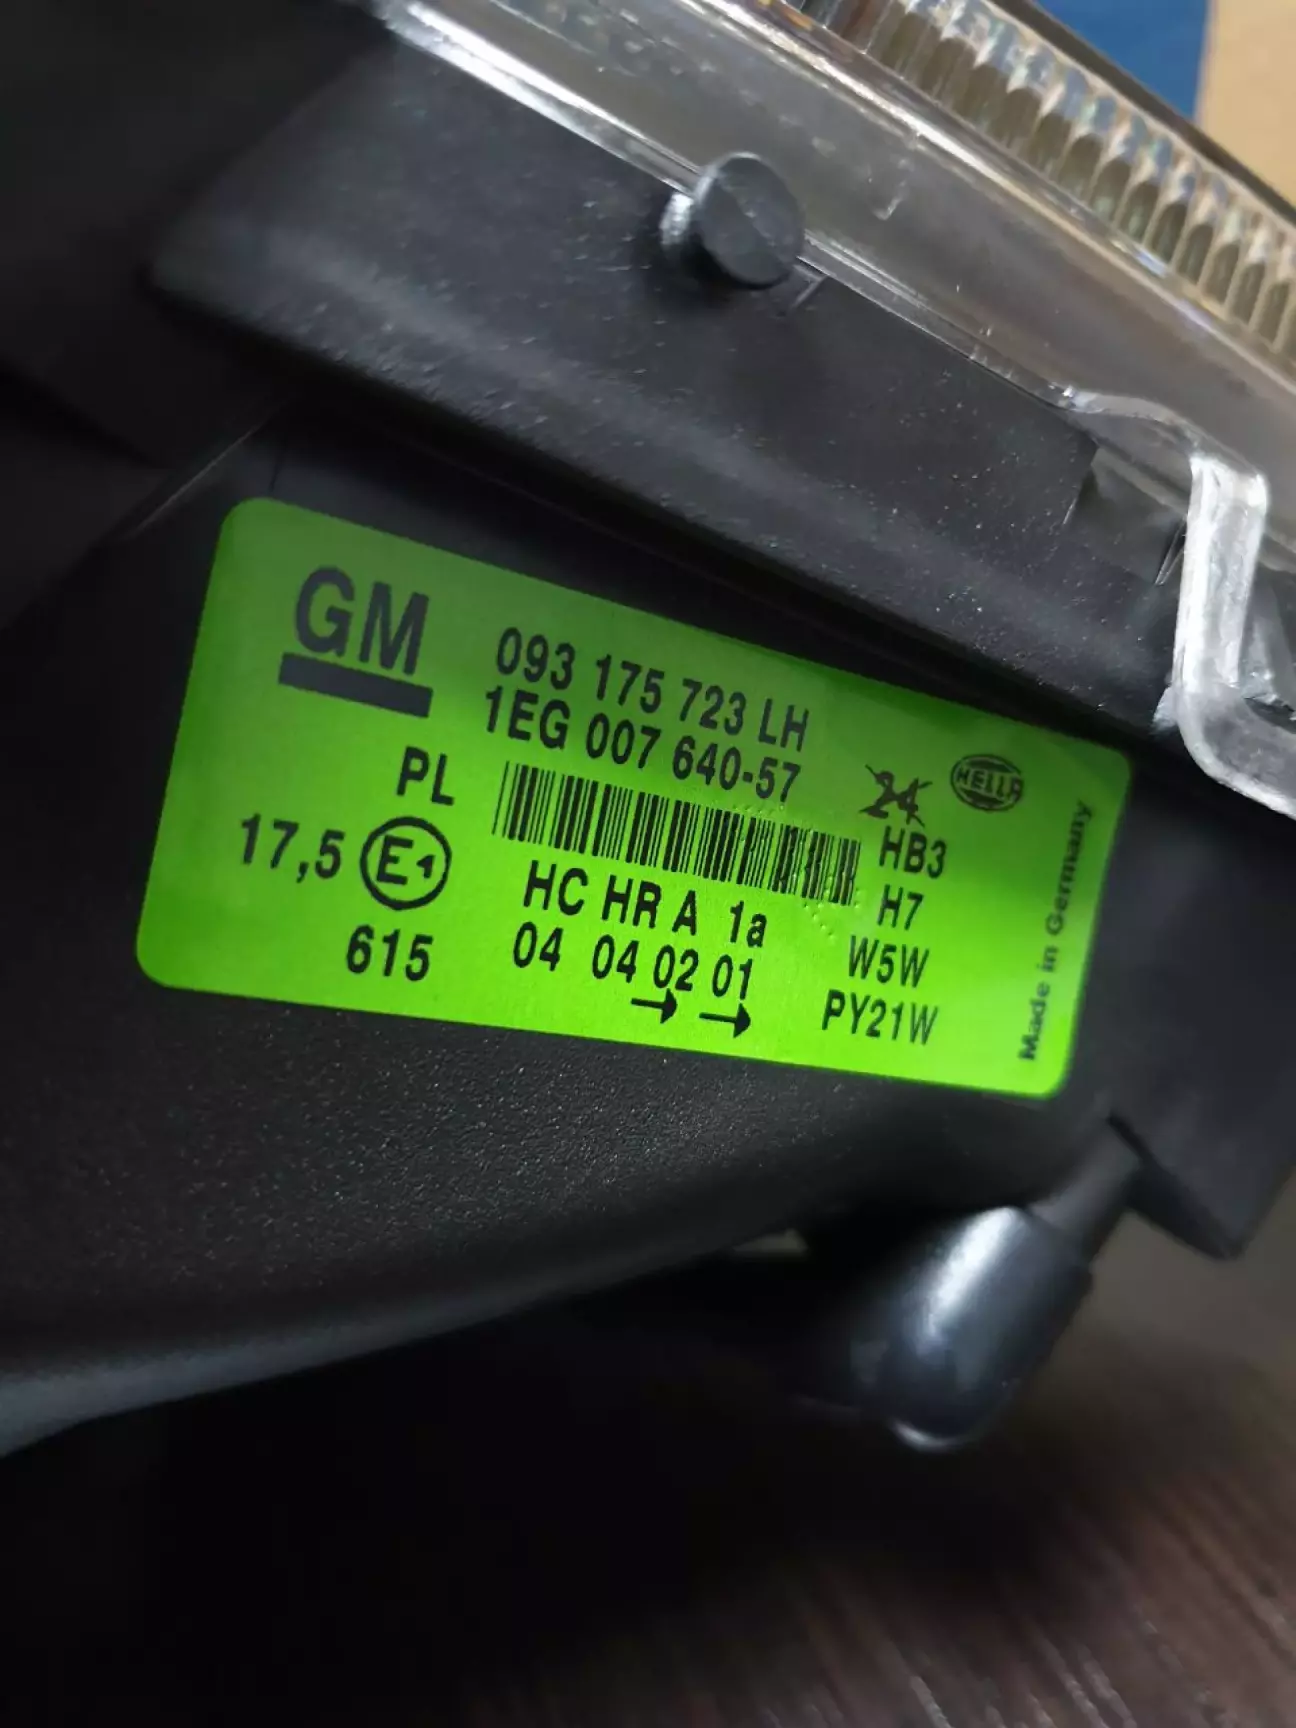 GM
093 175 723 LH
1EG 007 640-57
24
HELLA
PL
HB3
17,5 E1
HC HR A 1a
H7
615
04 04 02 01
→ →
W5W
PY21W
Made in Germany